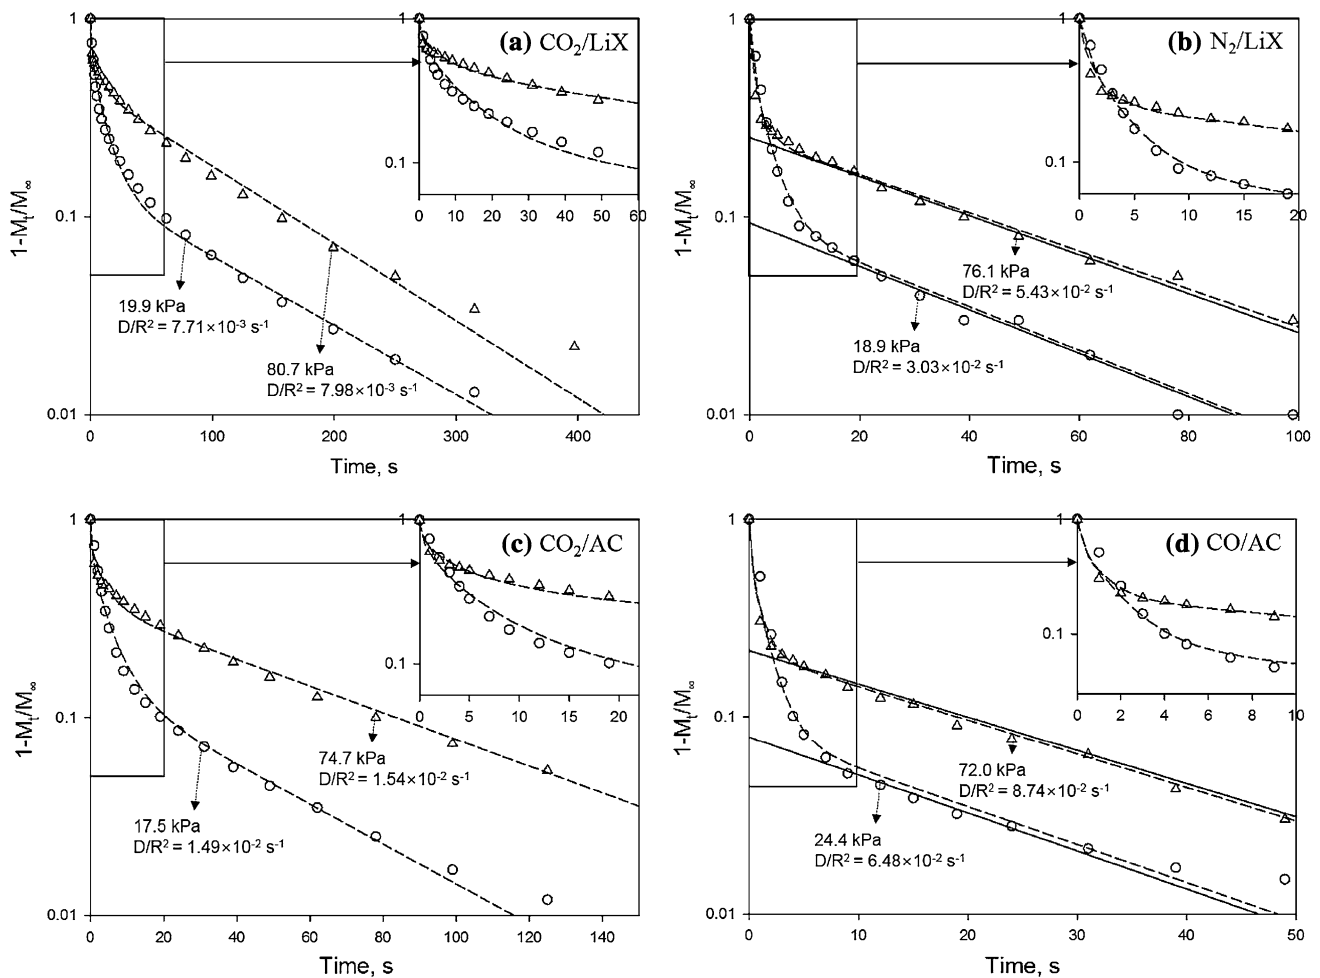 (a) CO₂/LiX
1-Mₜ/M∞
1
0.1
0.01
0 100 200 300 400
Time, s
1
0.1
0 10 20 30 40 50 60
19.9 kPa
D/R² = 7.71×10⁻³ s⁻¹
80.7 kPa
D/R² = 7.98×10⁻³ s⁻¹
(b) N₂/LiX
1-Mₜ/M∞
1
0.1
0.01
0 20 40 60 80 100
Time, s
1
0.1
0 5 10 15 20
76.1 kPa
D/R² = 5.43×10⁻² s⁻¹
18.9 kPa
D/R² = 3.03×10⁻² s⁻¹
(c) CO₂/AC
1-Mₜ/M∞
1
0.1
0.01
0 20 40 60 80 100 120 140
Time, s
1
0.1
0 5 10 15 20
74.7 kPa
D/R² = 1.54×10⁻² s⁻¹
17.5 kPa
D/R² = 1.49×10⁻² s⁻¹
(d) CO/AC
1-Mₜ/M∞
1
0.1
0.01
0 10 20 30 40 50
Time, s
1
0.1
0 2 4 6 8 10
72.0 kPa
D/R² = 8.74×10⁻² s⁻¹
24.4 kPa
D/R² = 6.48×10⁻² s⁻¹